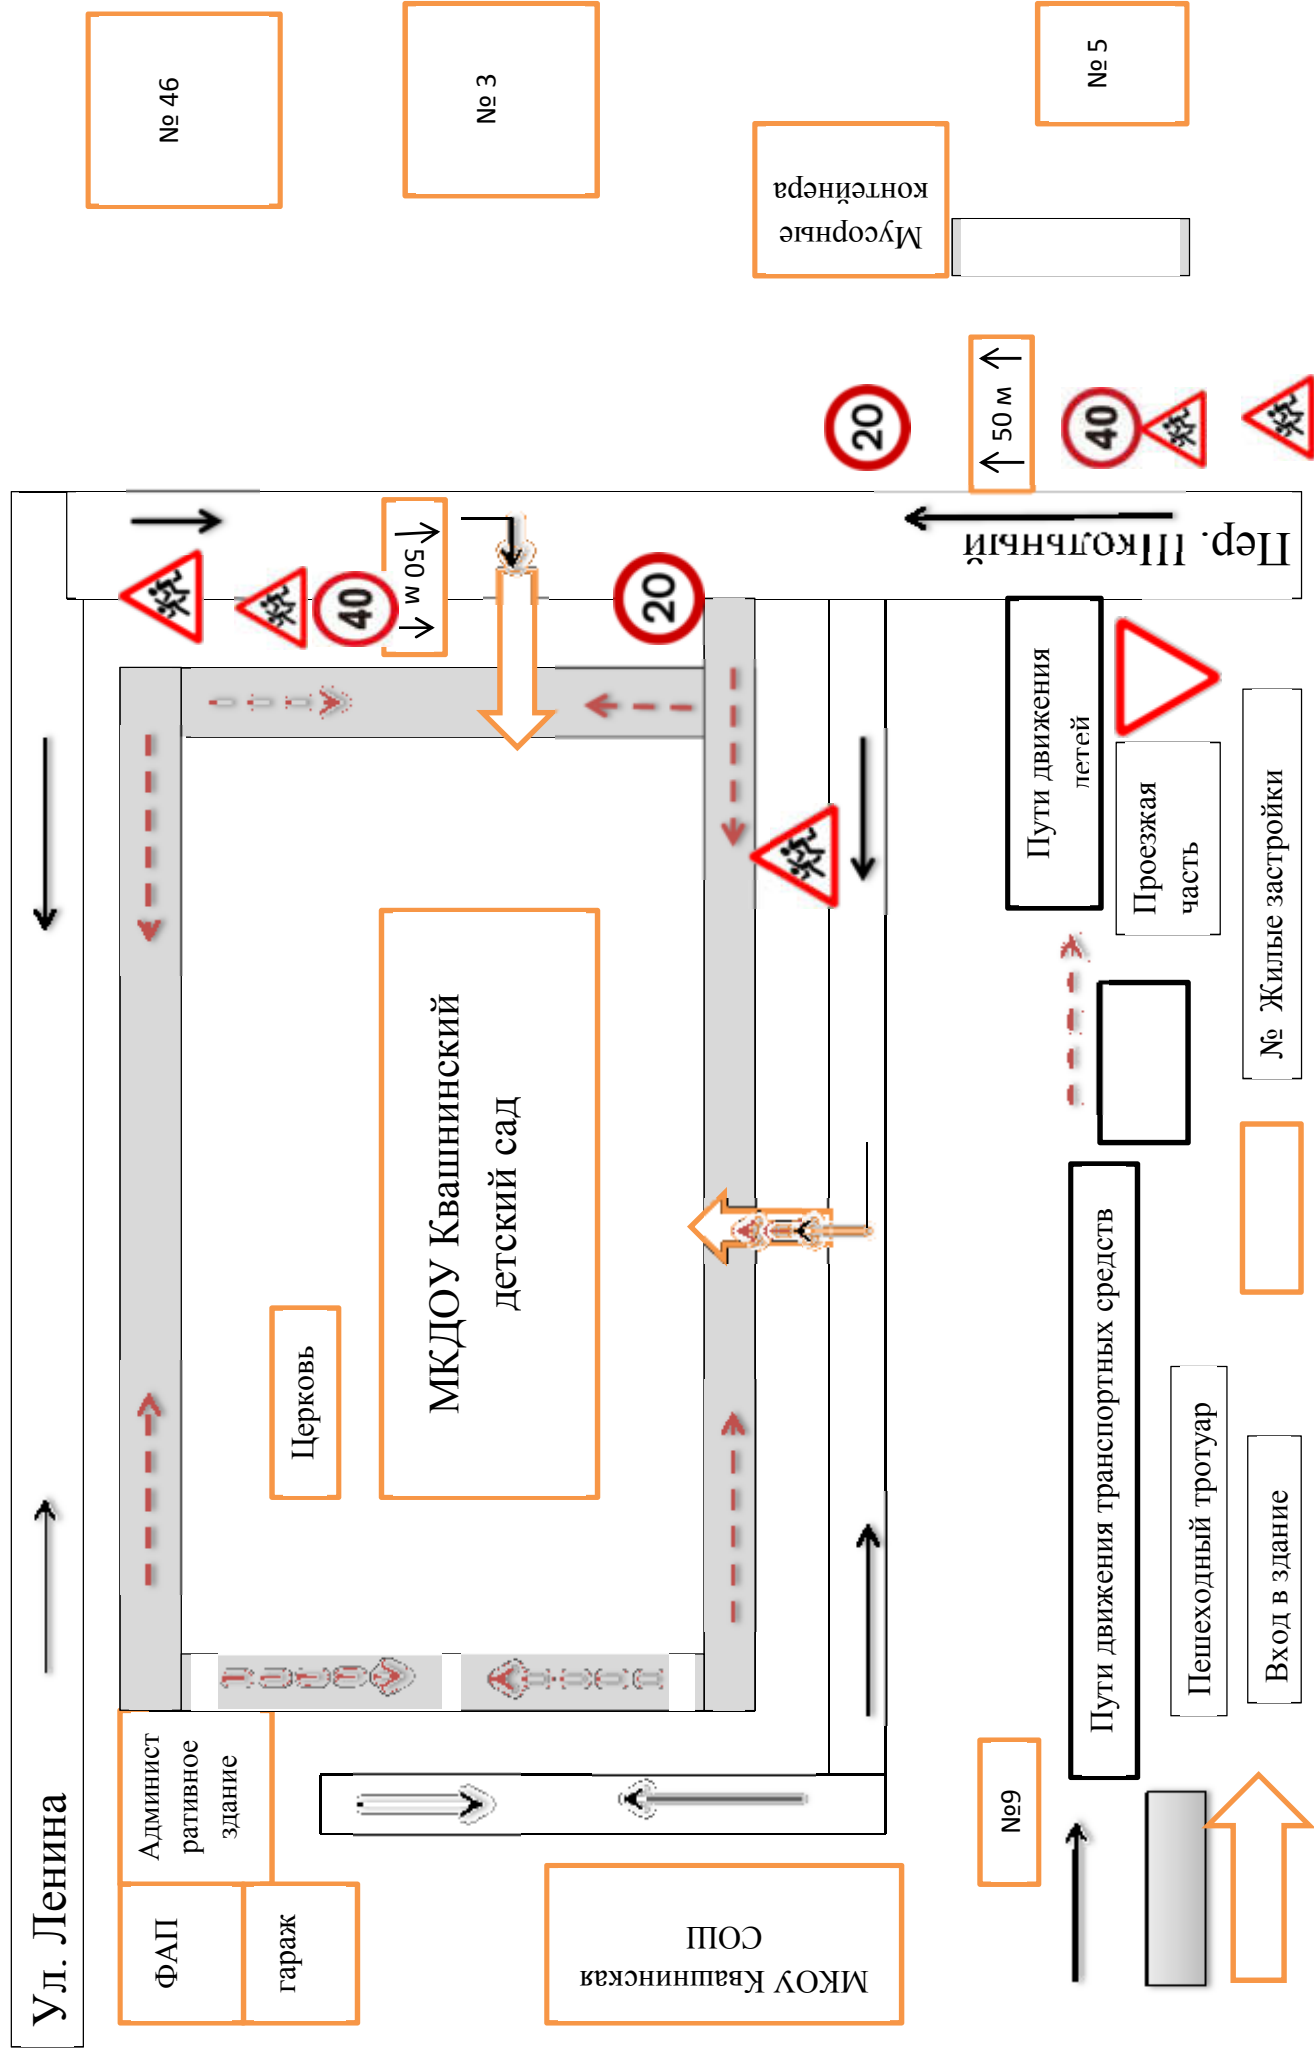 Ул. Ленина
ФАП
гараж
Админист
ративное
здание
Церковь
МКДОУ Квашнинский
детский сад
МКОУ Квашнинская
СОШ
№ 46
№ 3
№ 5
Мусорные
контейнера
40
50 м
20
20
50 м
40
Пер. Школьный
№9
Пути движения транспортных средств
Пути движения
летей
Пешеходный тротуар
Проезжая
часть
Вход в здание
№ Жилые застройки